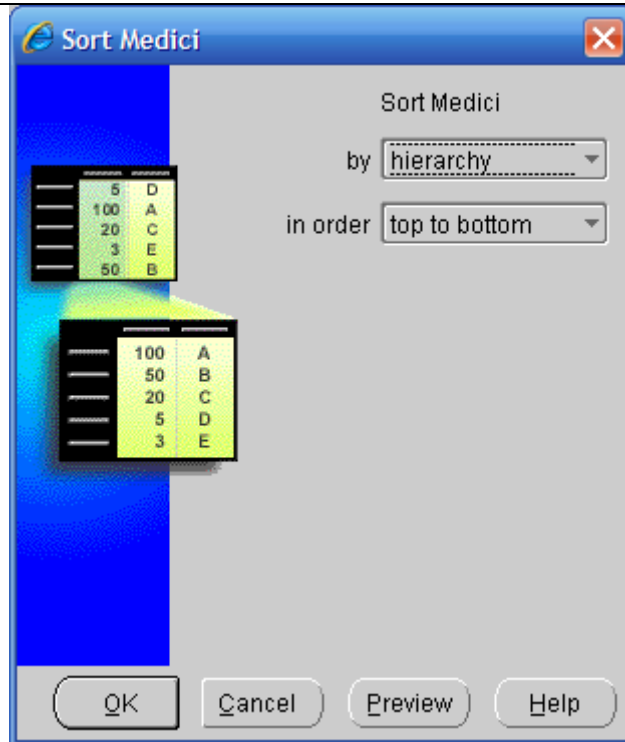 Sort Medici
Sort Medici
by hierarchy
in order top to bottom
5 D
100 A
20 C
3 E
50 B
100 A
50 B
20 C
5 D
3 E
OK Cancel Preview Help